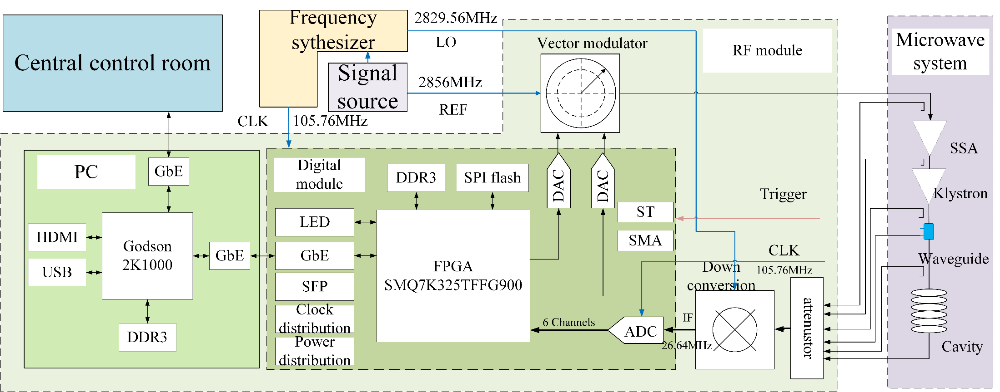 Central control room
Frequency
sythesizer
2829.56MHz
LO
Signal
source
2856MHz
REF
CLK
105.76MHz
Vector modulator
RF module
Microwave
system
PC
GbE
HDMI
USB
Godson
2K1000
GbE
DDR3
Digital
module
DDR3
SPI flash
LED
GbE
SFP
Clock
distribution
Power
distribution
FPGA
SMQ7K325TFFG900
DAC
DAC
ST
SMA
Trigger
CLK
105.76MHz
Down
conversion
6 Channels
ADC
IF
26.64MHz
attenustor
SSA
Klystron
Waveguide
Cavity